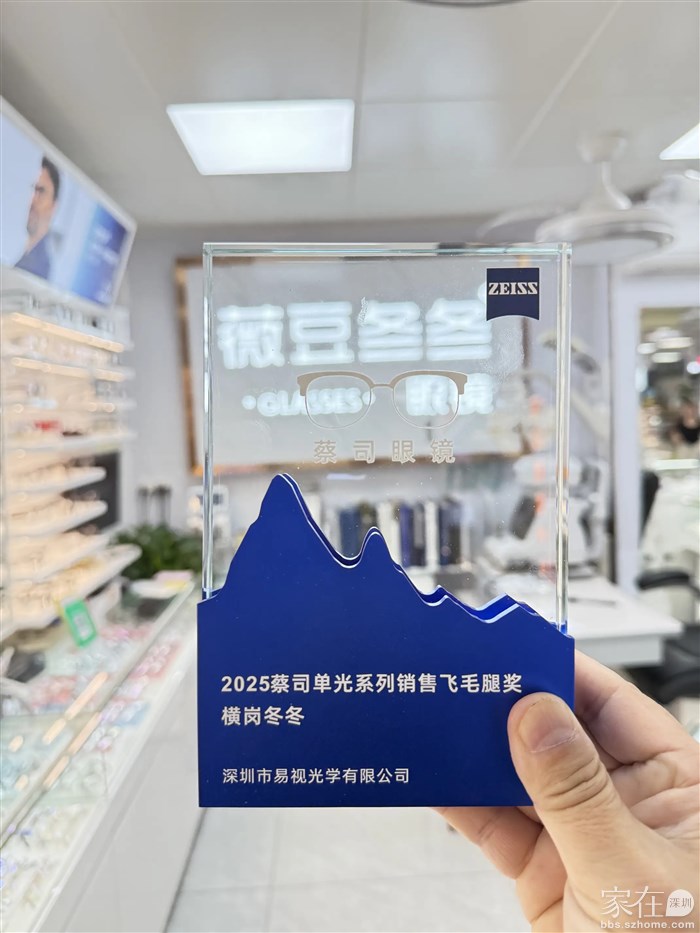 ZEISS
薇豆冬冬
·GLASSES·
蔡司眼镜
2025蔡司单光系列销售飞毛腿奖
横岗冬冬
深圳市易视光学有限公司
家在深圳
bbs.szhome.com